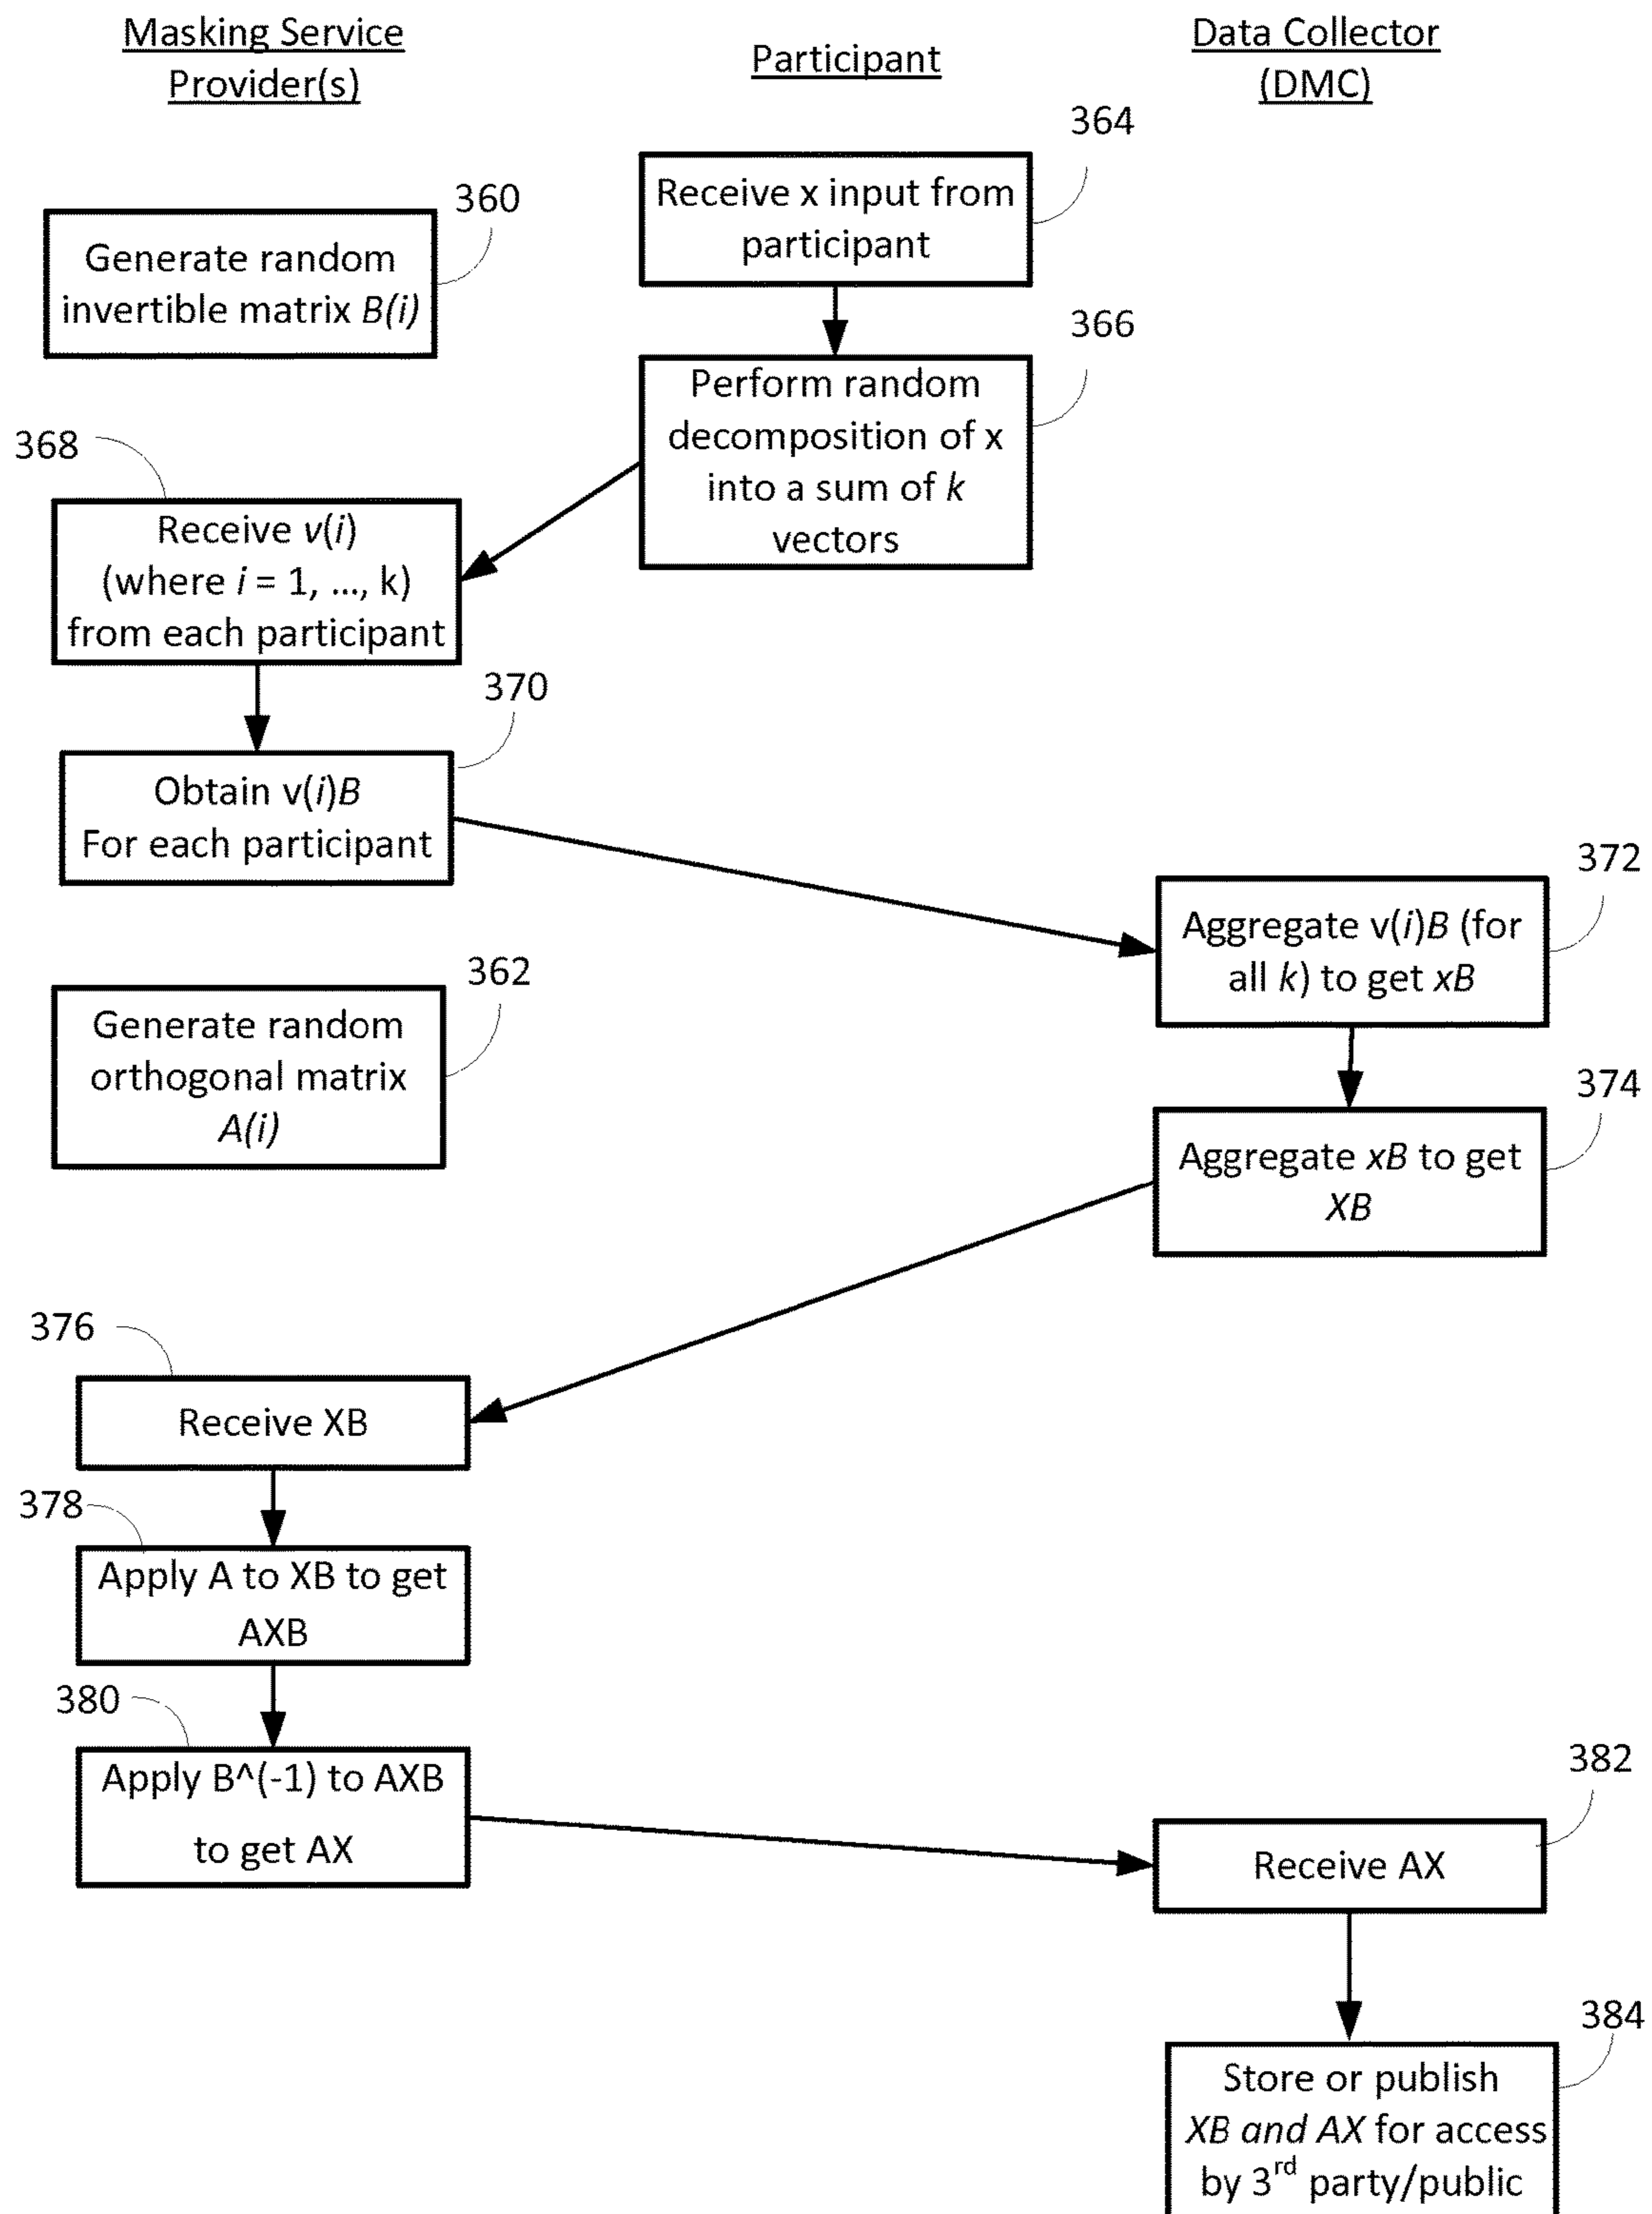 Masking Service
Provider(s)
Participant
Data Collector
(DMC)
364
Receive x input from
participant
360
Generate random
invertible matrix B(i)
366
Perform random
decomposition of x
into a sum of k
vectors
368
Receive v(i)
(where i = 1, ..., k)
from each participant
370
Obtain v(i)B
For each participant
372
Aggregate v(i)B (for
all k) to get xB
362
Generate random
orthogonal matrix
A(i)
374
Aggregate xB to get
XB
376
Receive XB
378
Apply A to XB to get
AXB
380
Apply B^(-1) to AXB
to get AX
382
Receive AX
384
Store or publish
XB and AX for access
by 3rd party/public